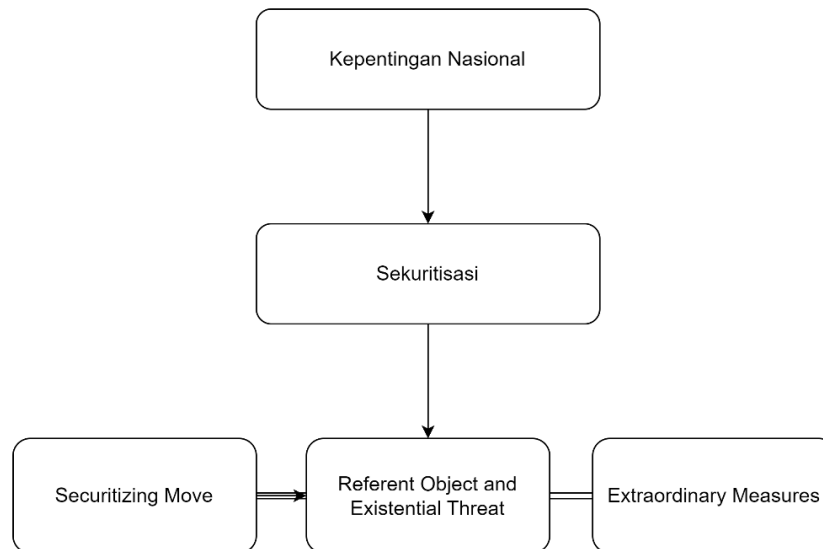 Kepentingan Nasional
Sekuritisasi
Securitizing Move
Referent Object and
Existential Threat
Extraordinary Measures